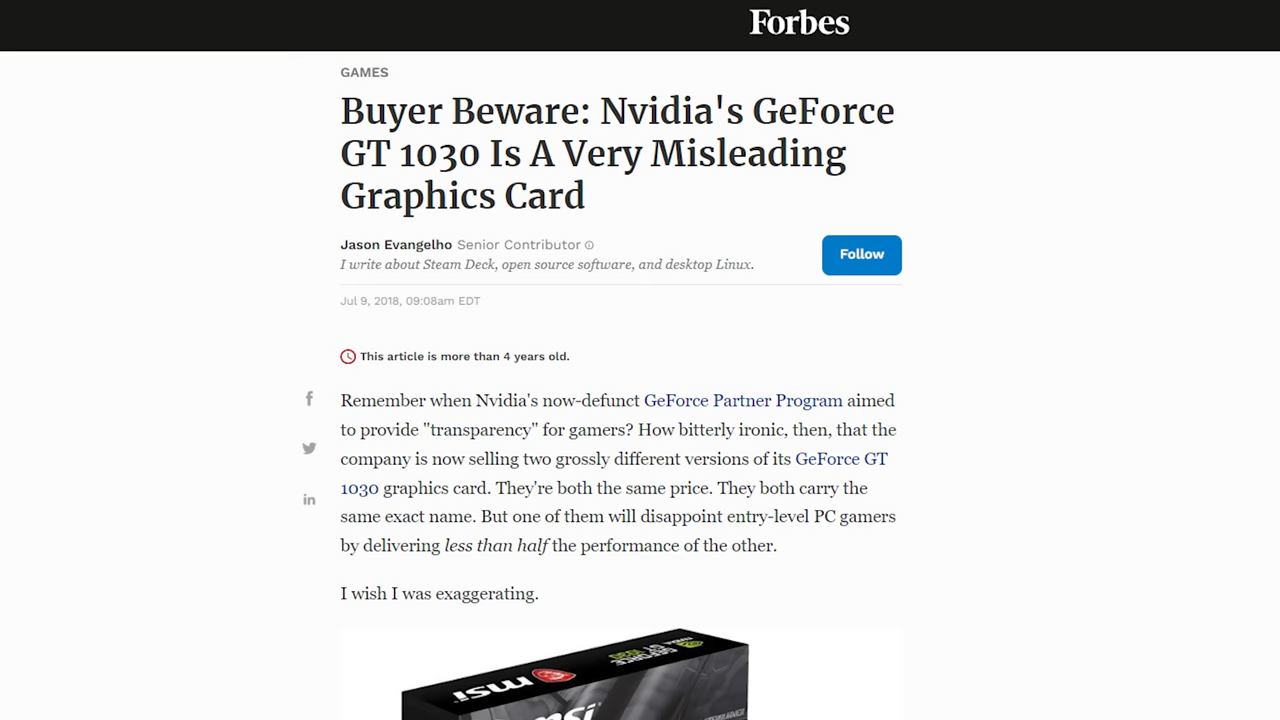 Forbes
GAMES
Buyer Beware: Nvidia's GeForce
GT 1030 Is A Very Misleading
Graphics Card
Jason Evangelho Senior Contributor
I write about Steam Deck, open source software, and desktop Linux.
Follow
Jul 9, 2018, 09:08am EDT
This article is more than 4 years old.
Remember when Nvidia's now-defunct GeForce Partner Program aimed
to provide "transparency" for gamers? How bitterly ironic, then, that the
company is now selling two grossly different versions of its GeForce GT
1030 graphics card. They're both the same price. They both carry the
same exact name. But one of them will disappoint entry-level PC gamers
by delivering less than half the performance of the other.
I wish I was exaggerating.
GEFORCE
GT 1030
msi
msi